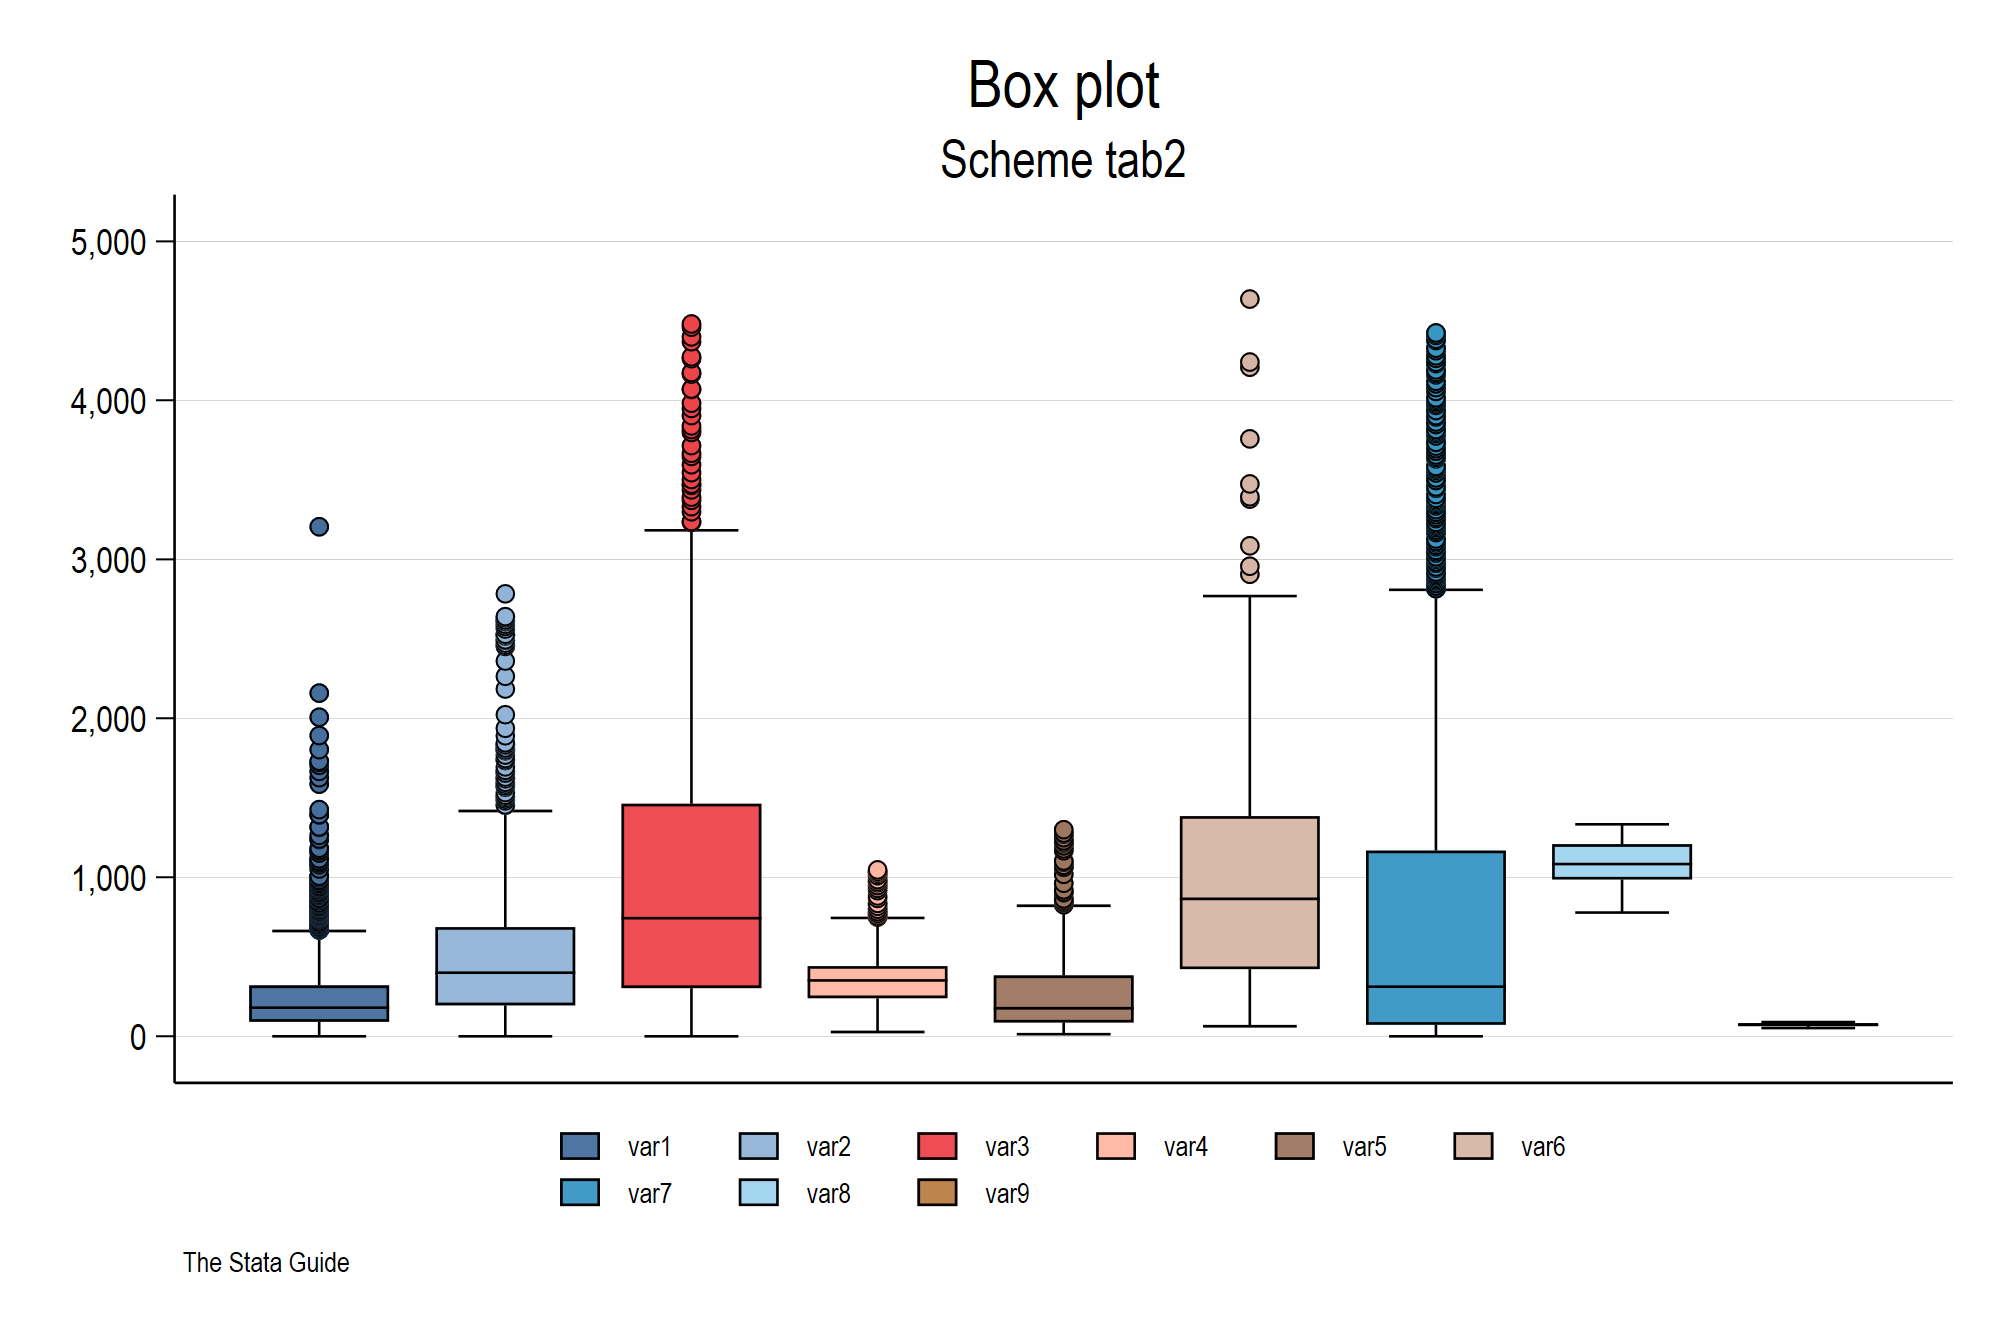 Box plot
Scheme tab2
5,000
4,000
3,000
2,000
1,000
0
var1 var2 var3 var4 var5 var6
var7 var8 var9
The Stata Guide